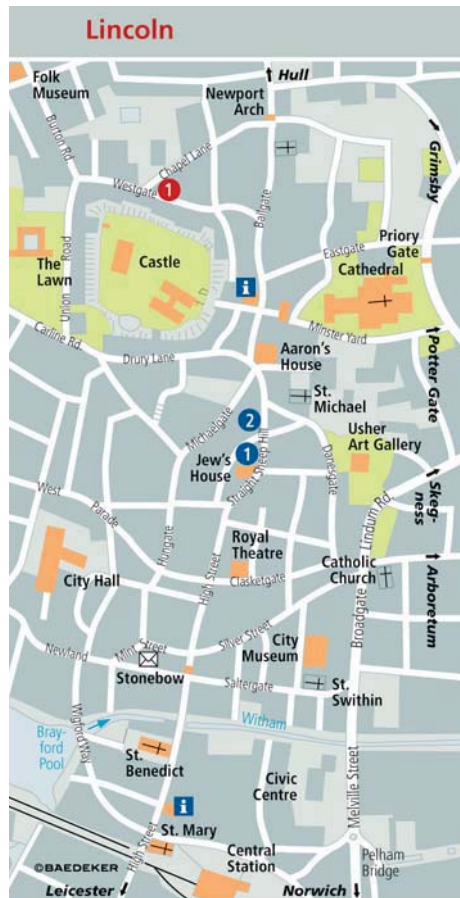 Lincoln
Folk
Museum
Hull
Newport
Arch
Burton Rd.
Chapel Lane
Westgate
1
Bailgate
Grimsby
Priory
Gate
Eastgate
Cathedral
The
Lawn
Union Road
Castle
i
Carline Rd.
Drury Lane
Minster Yard
Aaron's
House
Potter Gate
St.
Michael
Michaelgate
2
Usher
Art Gallery
1
Jew's
House
Straight Steep Hill
Danesgate
Lindum Rd.
Skeg-
ness
West
Parade
Hungate
Royal
Theatre
City Hall
High Street
Clasketgate
Catholic
Church
Broadgate
Arboretum
Newland
Mint Street
Silver Street
City
Museum
Stonebow
Saltergate
St.
Swithin
Wigford Way
Bray-
ford
Pool
Witham
St.
Benedict
Civic
Centre
Melville Street
i
St. Mary
High Street
Central
Station
Pelham
Bridge
©BAEDEKER
Leicester
Norwich